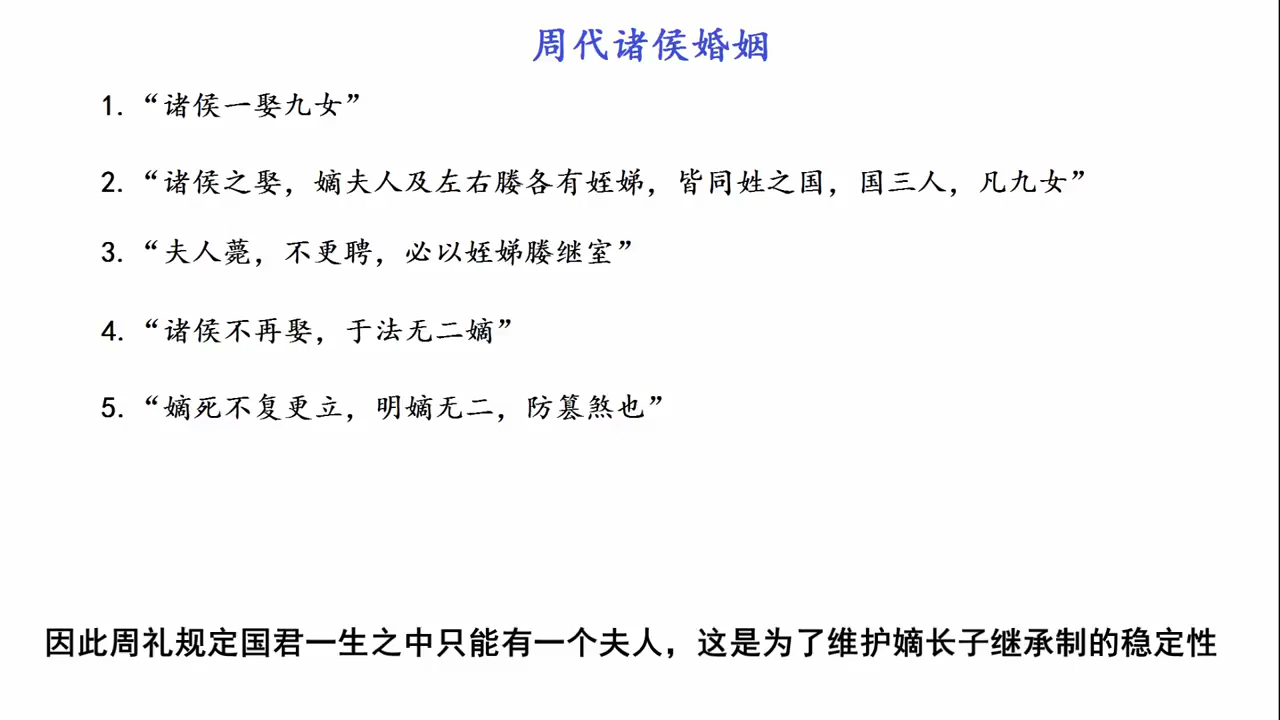 周代诸侯婚姻
1.“诸侯一娶九女”
2.“诸侯之娶，嫡夫人及左右媵各有姪娣，皆同姓之国，国三人，凡九女”
3.“夫人薨，不更聘，必以姪娣媵继室”
4.“诸侯不再娶，于法无二嫡”
5.“嫡死不复更立，明嫡无二，防篡煞也”
因此周礼规定国君一生之中只能有一个夫人，这是为了维护嫡长子继承制的稳定性